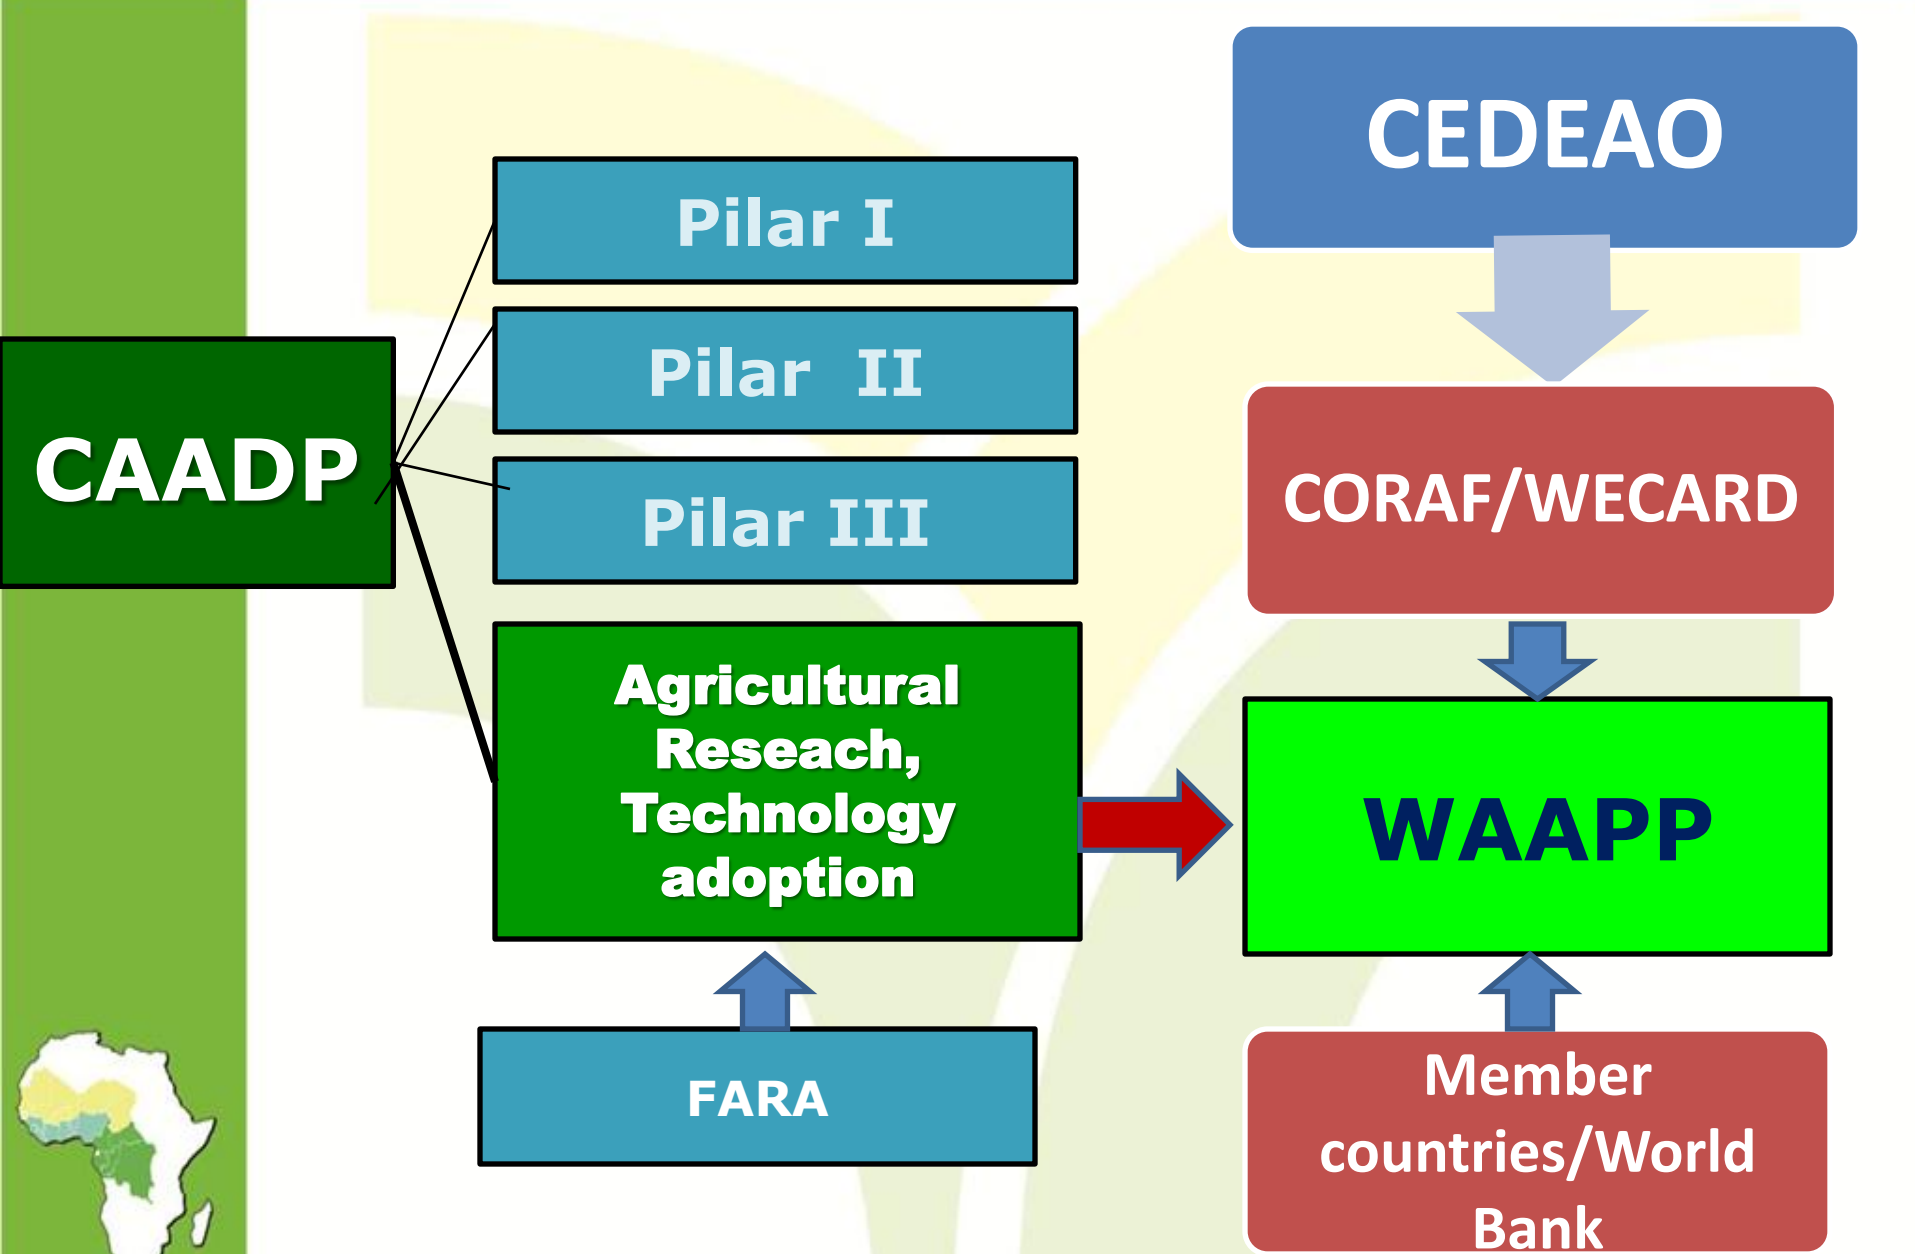 CEDEAO
Pilar I
Pilar II
CAADP
Pilar III
CORAF/WECARD
Agricultural
Reseach,
Technology
adoption
WAAPP
FARA
Member
countries/World
Bank